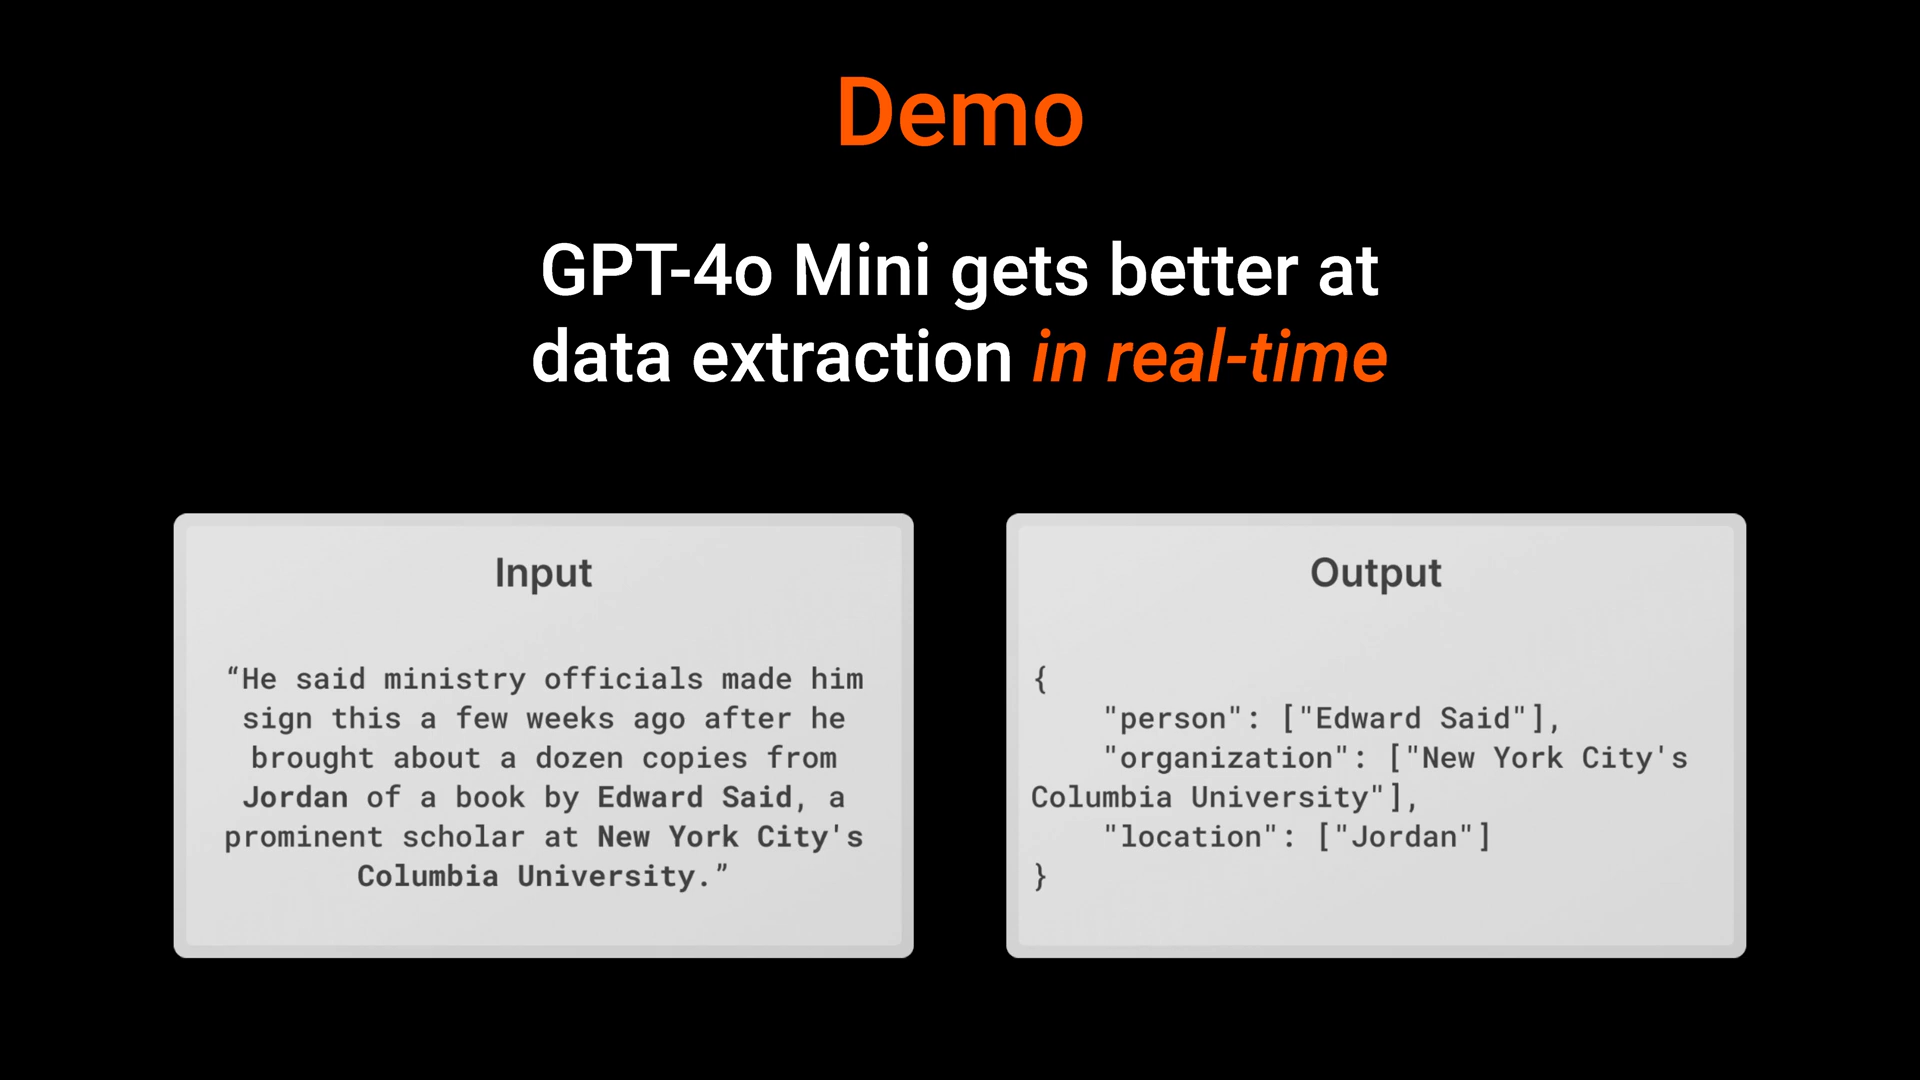 Demo
GPT-4o Mini gets better at
data extraction in real-time
Input
“He said ministry officials made him
sign this a few weeks ago after he
brought about a dozen copies from
Jordan of a book by Edward Said, a
prominent scholar at New York City's
Columbia University.”
Output
{
    "person": ["Edward Said"],
    "organization": ["New York City's
Columbia University"],
    "location": ["Jordan"]
}